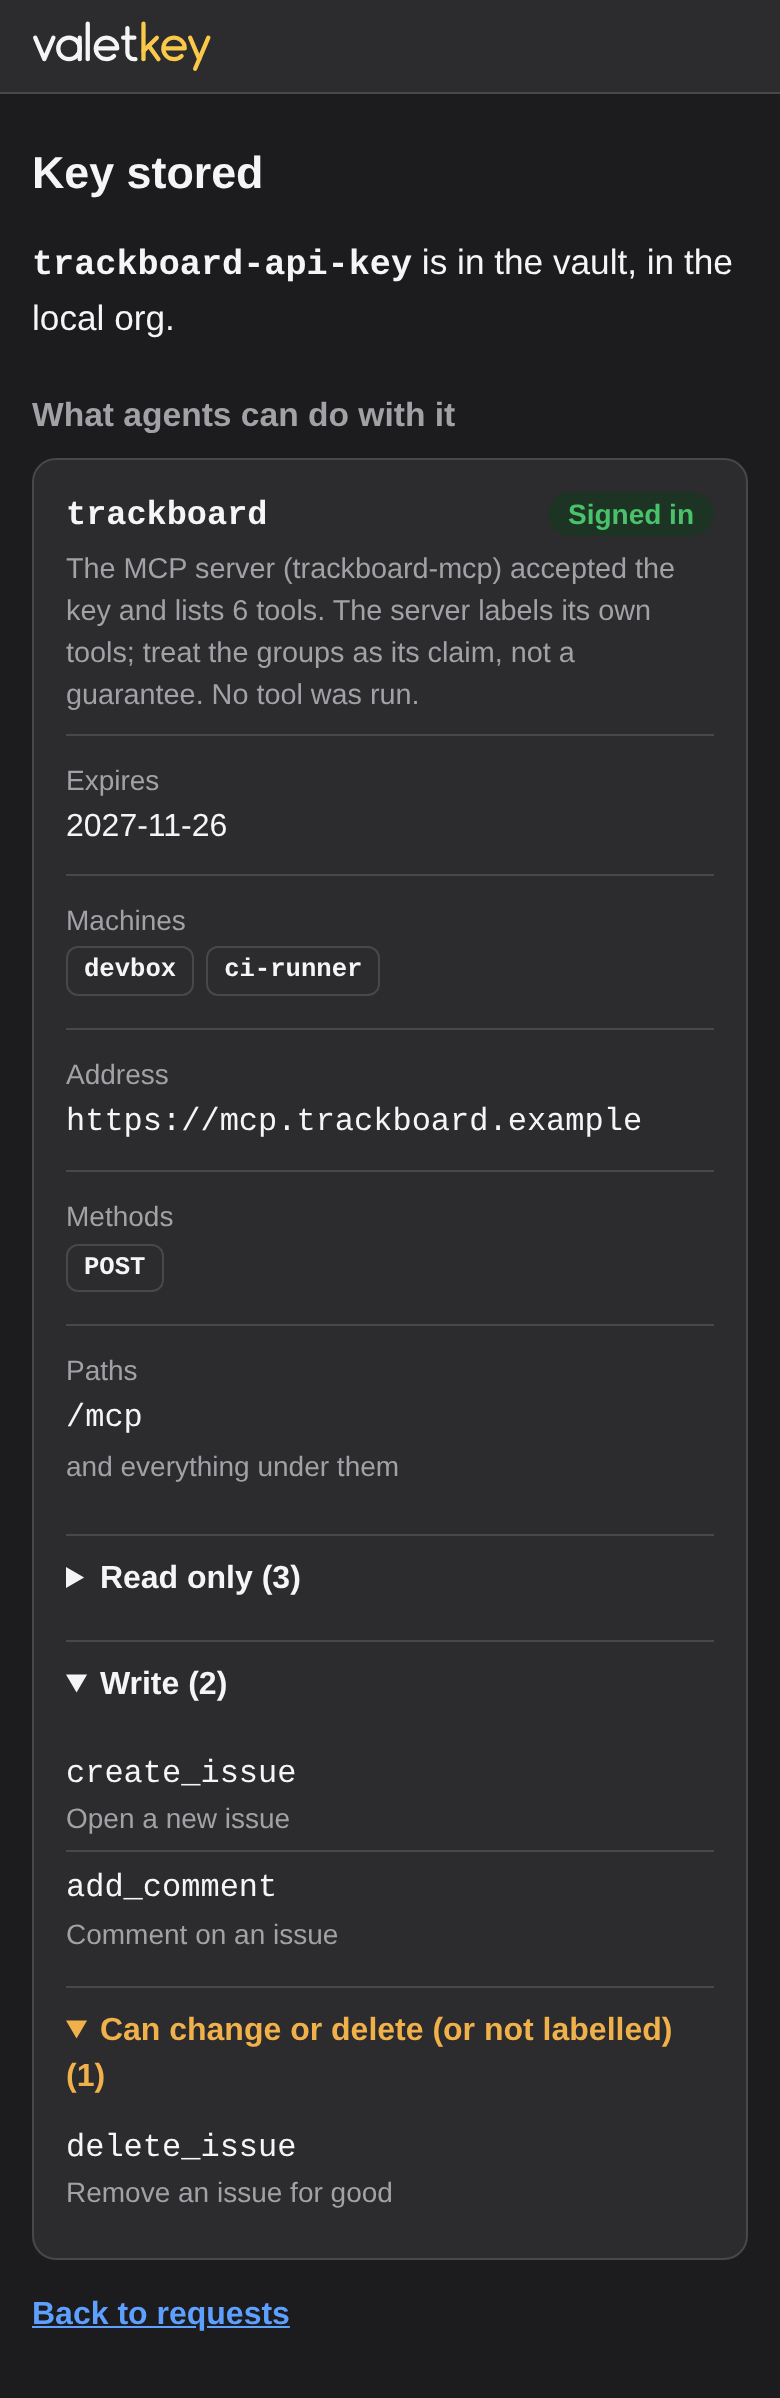 valetkey
Key stored
trackboard-api-key is in the vault, in the
local org.
What agents can do with it
trackboard
Signed in
The MCP server (trackboard-mcp) accepted the
key and lists 6 tools. The server labels its own
tools; treat the groups as its claim, not a
guarantee. No tool was run.
Expires
2027-11-26
Machines
devbox ci-runner
Address
https://mcp.trackboard.example
Methods
POST
Paths
/mcp
and everything under them
Read only (3)
Write (2)
create_issue
Open a new issue
add_comment
Comment on an issue
Can change or delete (or not labelled)
(1)
delete_issue
Remove an issue for good
Back to requests